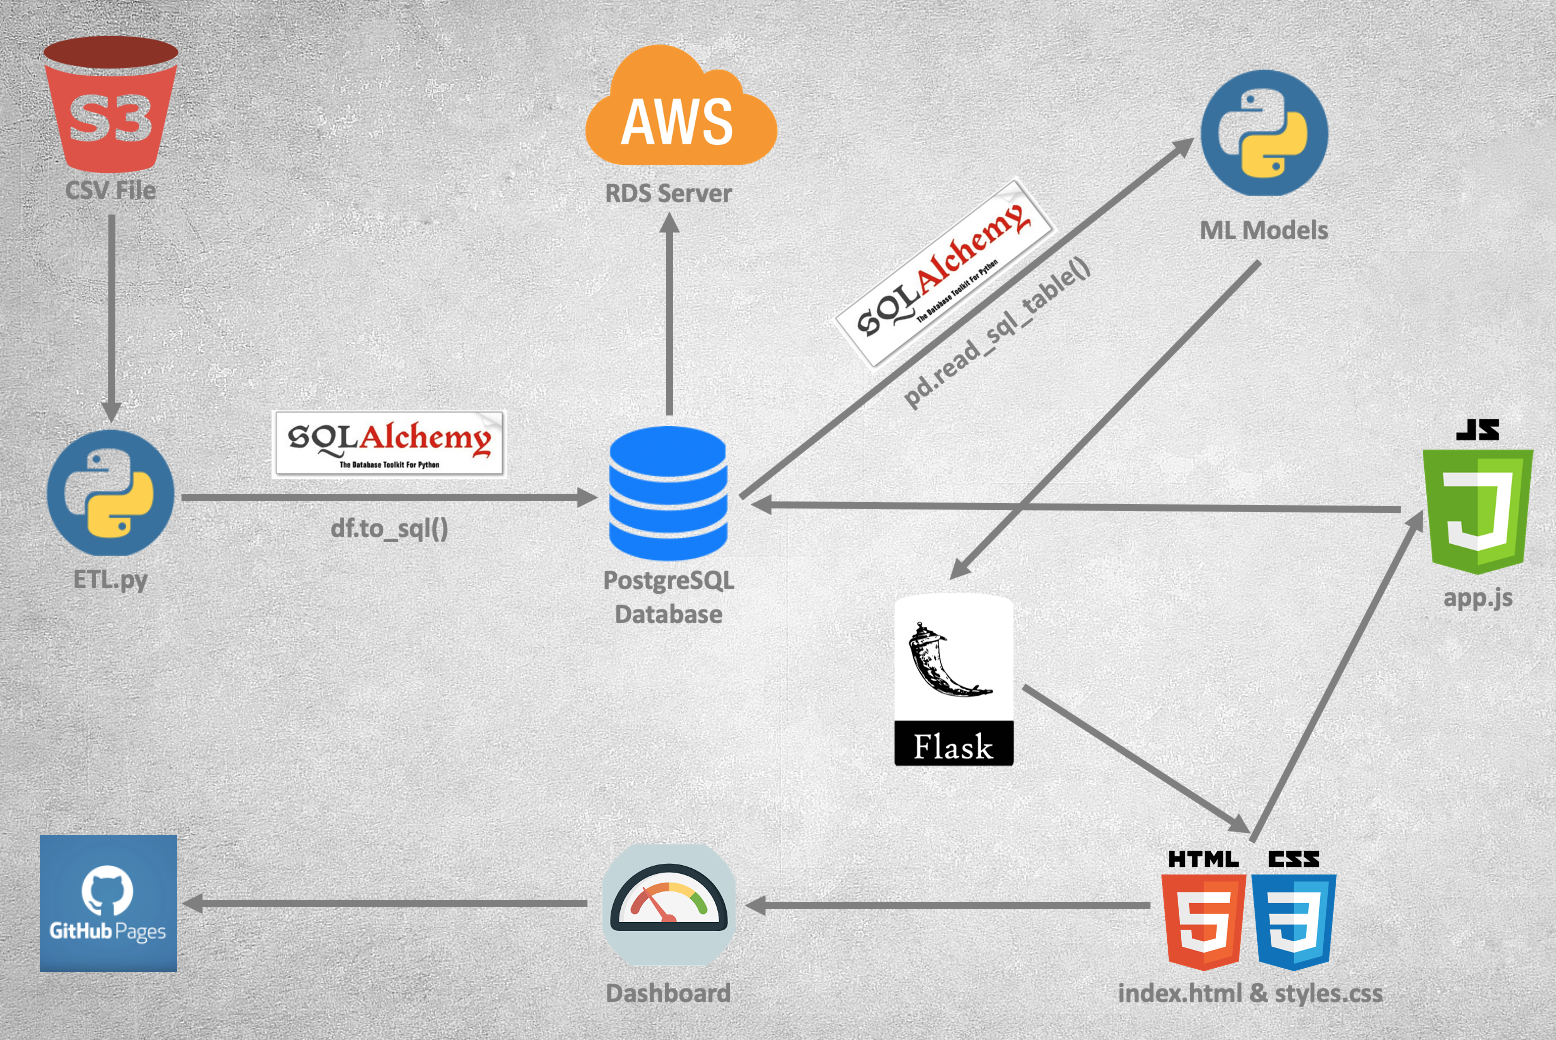 S3
CSV File
AWS
RDS Server
ML Models
SQLAlchemy
The Database Toolkit For Python
pd.read_sql_table()
SQLAlchemy
The Database Toolkit For Python
df.to_sql()
ETL.py
PostgreSQL
Database
JS
app.js
Flask
HTML CSS
index.html & styles.css
Dashboard
GitHub Pages